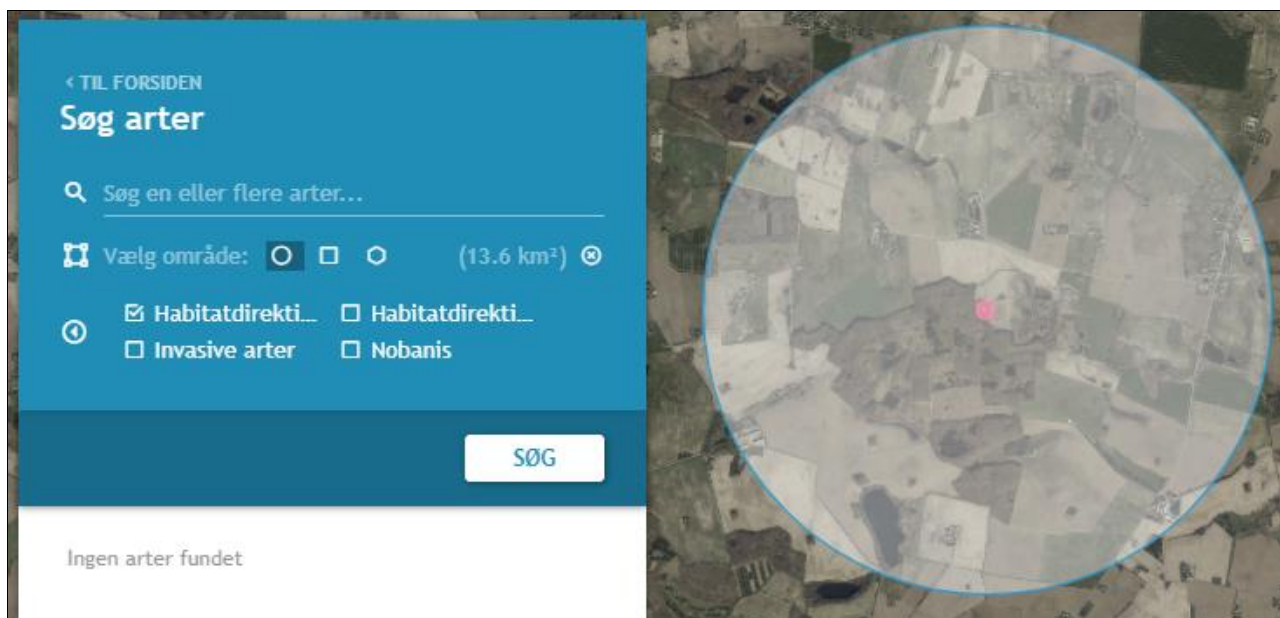 ‹ TIL FORSIDEN
Søg arter
Søg en eller flere arter...
Vælg område: (13.6 km²)
Habitatdirekti... Habitatdirekti...
Invasive arter Nobanis
SØG
Ingen arter fundet